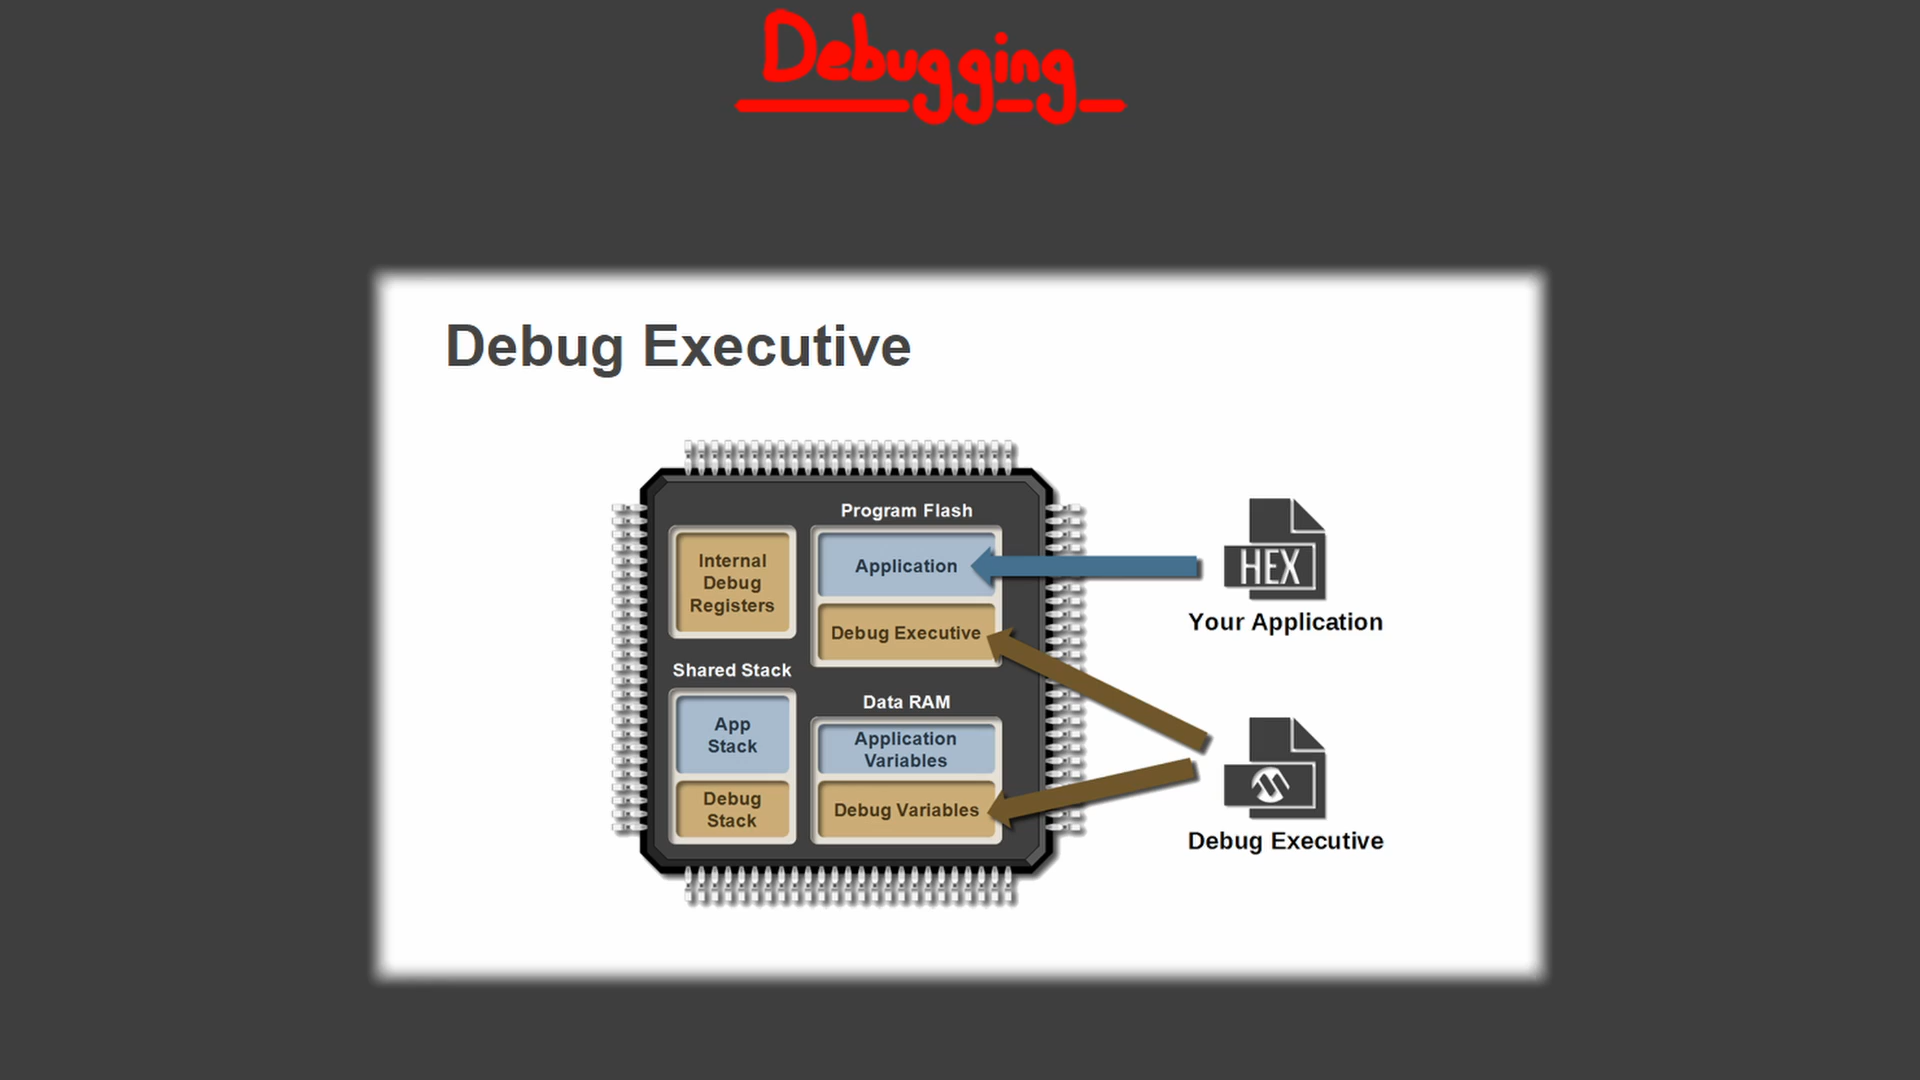 Debugging
Debug Executive
Program Flash
Internal
Debug
Registers
Application
Debug Executive
HEX
Your Application
Shared Stack
App
Stack
Debug
Stack
Data RAM
Application
Variables
Debug Variables
Debug Executive